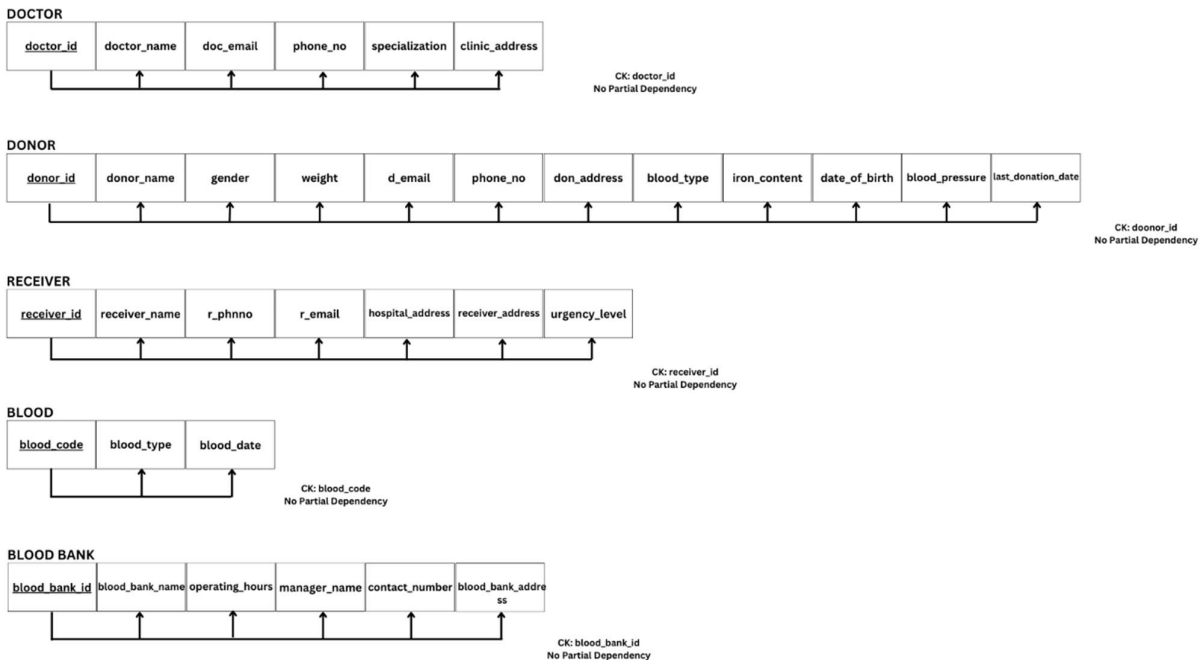 DOCTOR
doctor_id doctor_name doc_email phone_no specialization clinic_address
CK: doctor_id
No Partial Dependency
DONOR
donor_id donor_name gender weight d_email phone_no don_address blood_type iron_content date_of_birth blood_pressure last_donation_date
CK: doonor_id
No Partial Dependency
RECEIVER
receiver_id receiver_name r_phnno r_email hospital_address receiver_address urgency_level
CK: receiver_id
No Partial Dependency
BLOOD
blood_code blood_type blood_date
CK: blood_code
No Partial Dependency
BLOOD BANK
blood_bank_id blood_bank_name operating_hours manager_name contact_number blood_bank_addre
ss
CK: blood_bank_id
No Partial Dependency